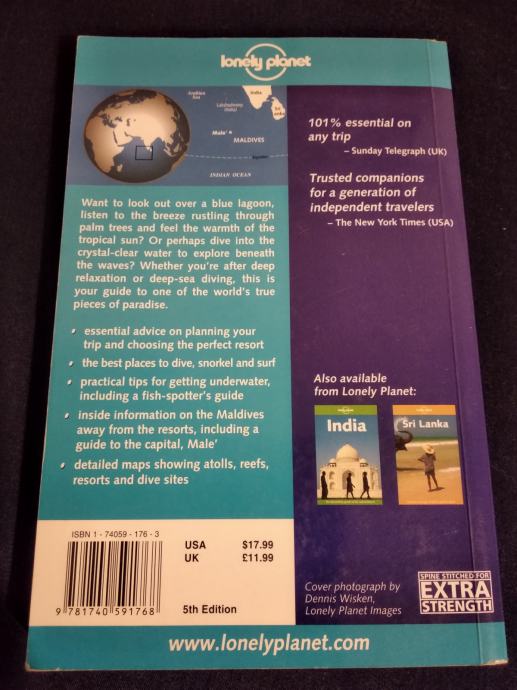 lonely planet
Arabian
Sea
India
Lakshadweep
(India)
Sri
Lanka
Male'
MALDIVES
Equator
INDIAN OCEAN
101% essential on
any trip
– Sunday Telegraph (UK)
Trusted companions
for a generation of
independent travelers
– The New York Times (USA)
Want to look out over a blue lagoon,
listen to the breeze rustling through
palm trees and feel the warmth of the
tropical sun? Or perhaps dive into the
crystal-clear water to explore beneath
the waves? Whether you're after deep
relaxation or deep-sea diving, this is
your guide to one of the world's true
pieces of paradise.
• essential advice on planning your
trip and choosing the perfect resort
• the best places to dive, snorkel and surf
• practical tips for getting underwater,
including a fish-spotter's guide
• inside information on the Maldives
away from the resorts, including a
guide to the capital, Male'
• detailed maps showing atolls, reefs,
resorts and dive sites
Also available
from Lonely Planet:
India
Sri Lanka
ISBN 1 - 74059 - 176 - 3
9 781740 591768
USA $17.99
UK £11.99
5th Edition
Cover photograph by
Dennis Wisken,
Lonely Planet Images
SPINE STITCHED FOR
EXTRA
STRENGTH
www.lonelyplanet.com